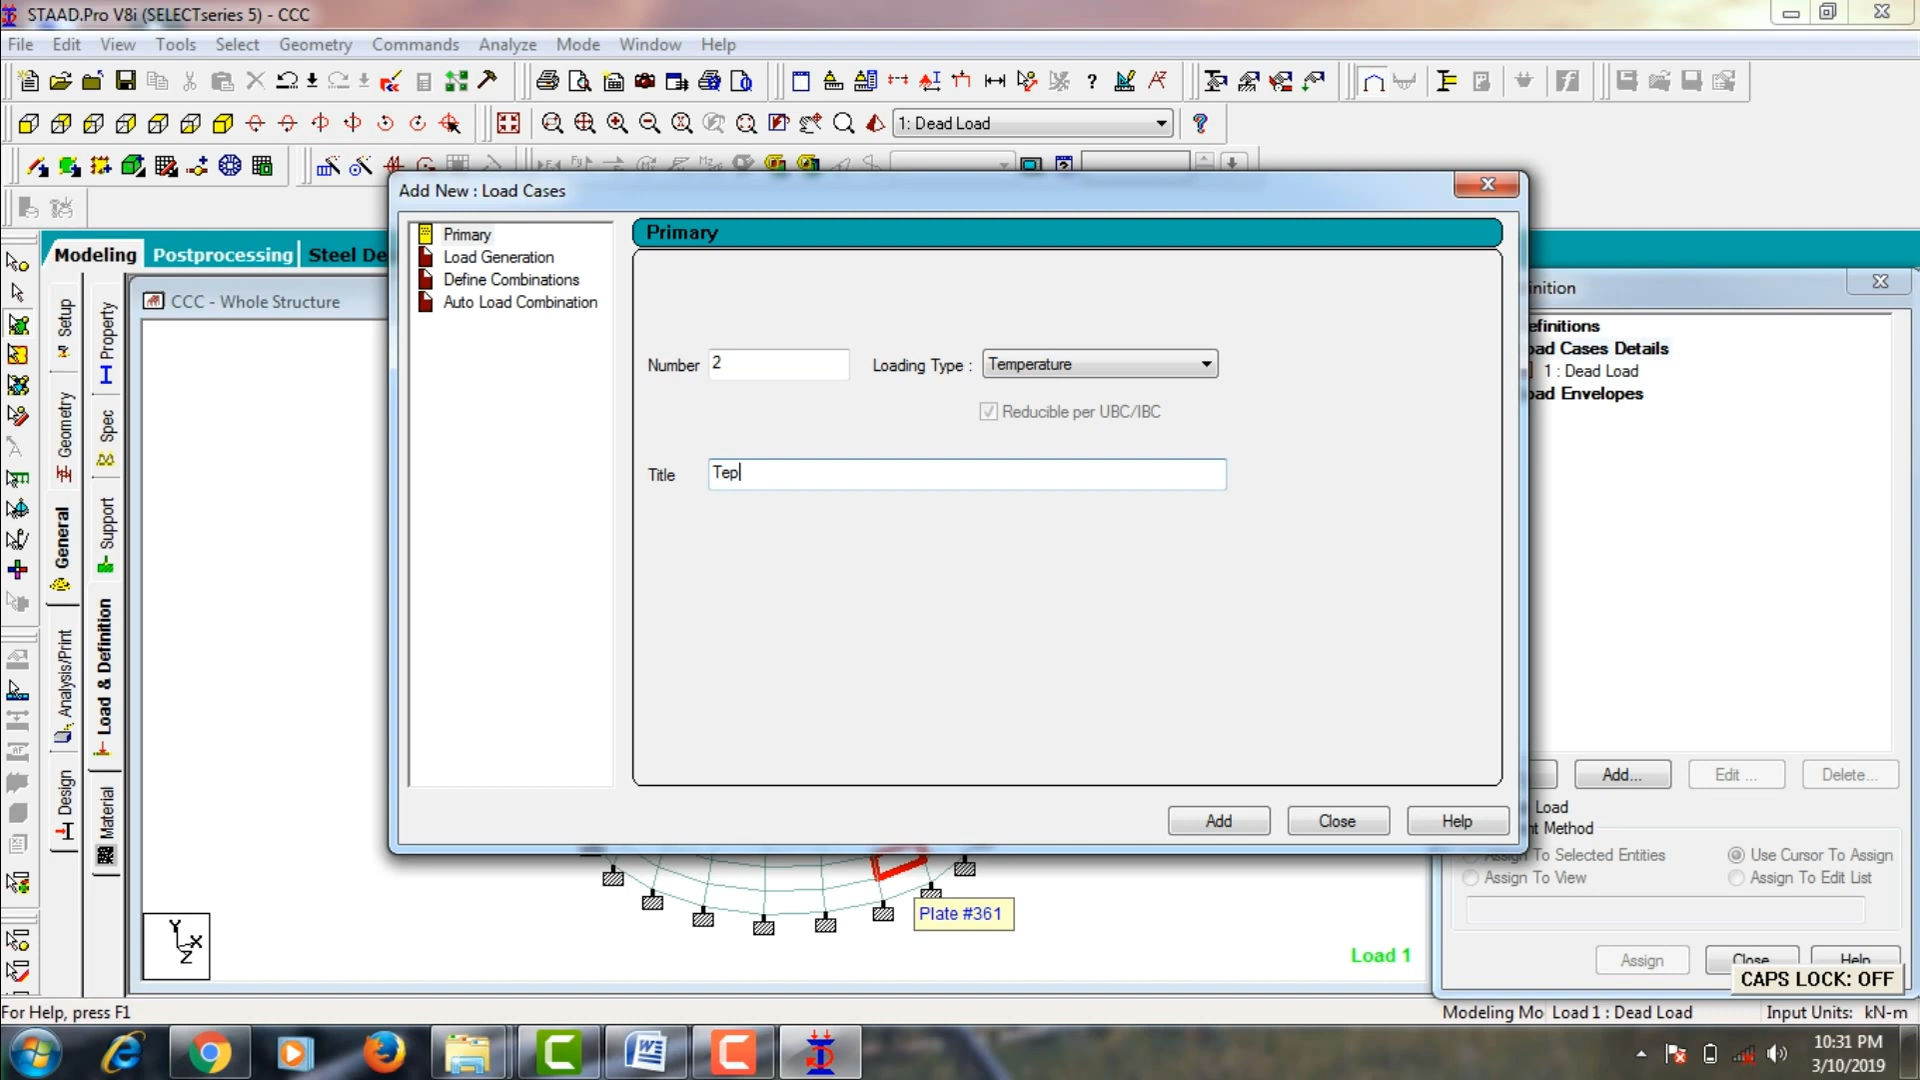 STAAD.Pro V8i (SELECTseries 5) - CCC
File Edit View Tools Select Geometry Commands Analyze Mode Window Help
1: Dead Load
Add New : Load Cases
Primary
Load Generation
Define Combinations
Auto Load Combination
Primary
Number 2 Loading Type : Temperature
Reducible per UBC/IBC
Title Tep
Add Close Help
Modeling Postprocessing Steel De
CCC - Whole Structure
Setup
Geometry
General
Analysis/Print
Design
Property
Spec
Support
Load & Definition
Material
inition
efinitions
oad Cases Details
1 : Dead Load
oad Envelopes
Add... Edit ... Delete...
Load
nt Method
Assign To Selected Entities Use Cursor To Assign
Assign To View Assign To Edit List
Assign Close Help
CAPS LOCK: OFF
Plate #361
Load 1
Y
X
Z
For Help, press F1
Modeling Mo Load 1 : Dead Load Input Units: kN-m
10:31 PM
3/10/2019